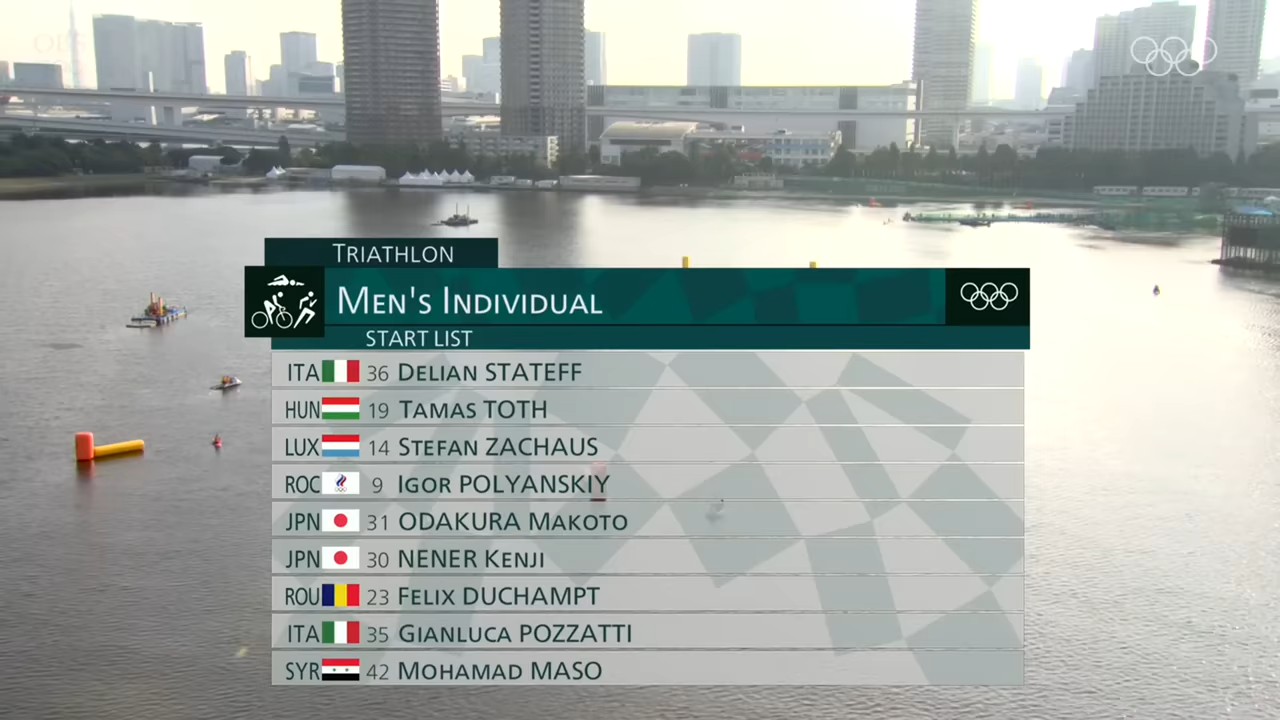 OBS
TRIATHLON
MEN'S INDIVIDUAL
START LIST
ITA 36 DELIAN STATEFF
HUN 19 TAMAS TOTH
LUX 14 STEFAN ZACHAUS
ROC 9 IGOR POLYANSKIY
JPN 31 ODAKURA MAKOTO
JPN 30 NENER KENJI
ROU 23 FELIX DUCHAMPT
ITA 35 GIANLUCA POZZATTI
SYR 42 MOHAMAD MASO